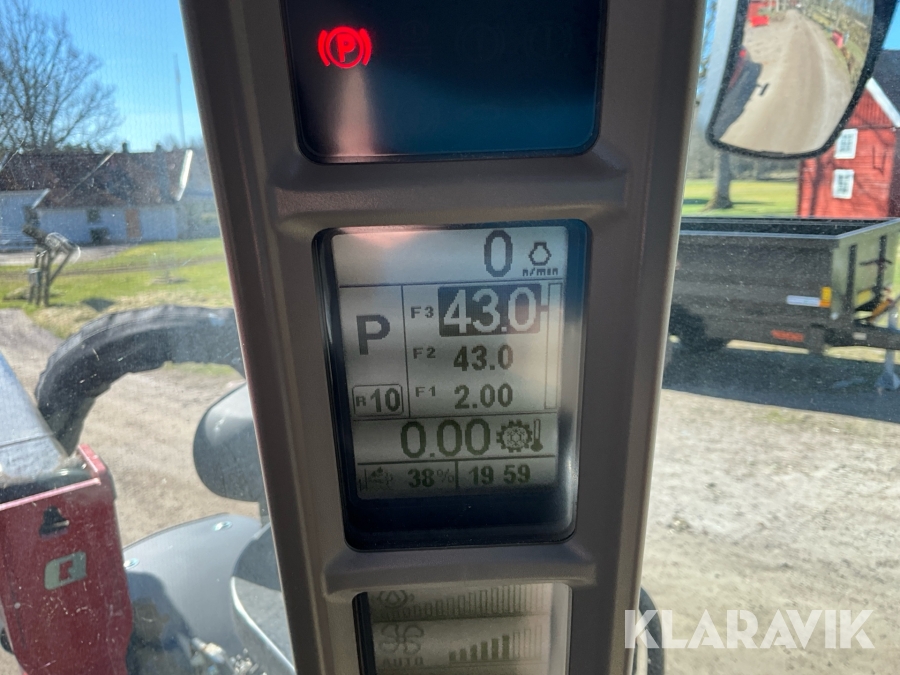 P
0
n/min
F3 43.0
P
F2 43.0
R 10
F1 2.00
0.00
38% 19 59
AUTO
Q
KLARAVIK